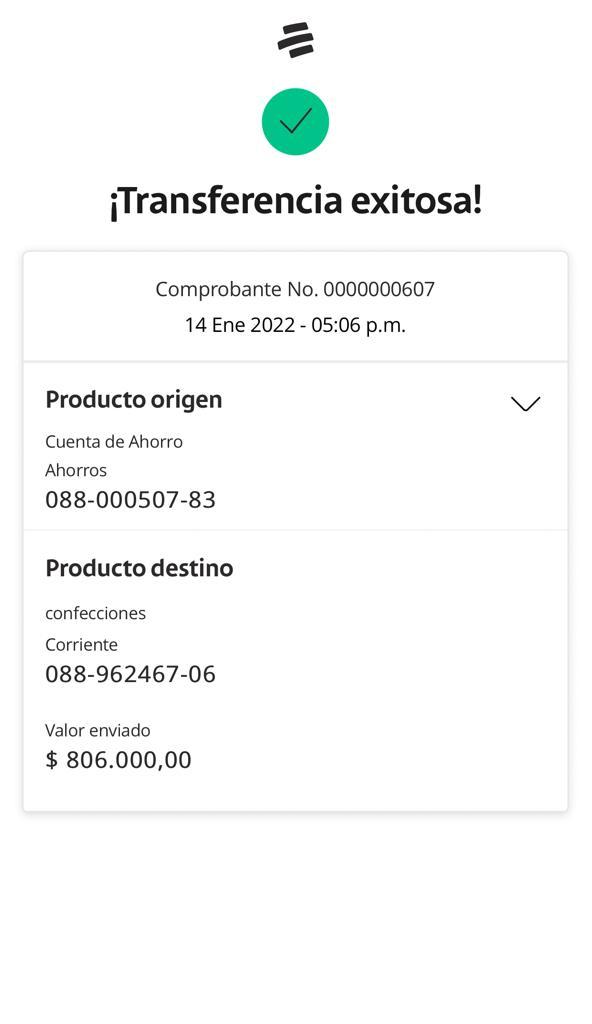 ¡Transferencia exitosa!
Comprobante No. 0000000607
14 Ene 2022 - 05:06 p.m.
Producto origen
Cuenta de Ahorro
Ahorros
088-000507-83
Producto destino
confecciones
Corriente
088-962467-06
Valor enviado
$ 806.000,00